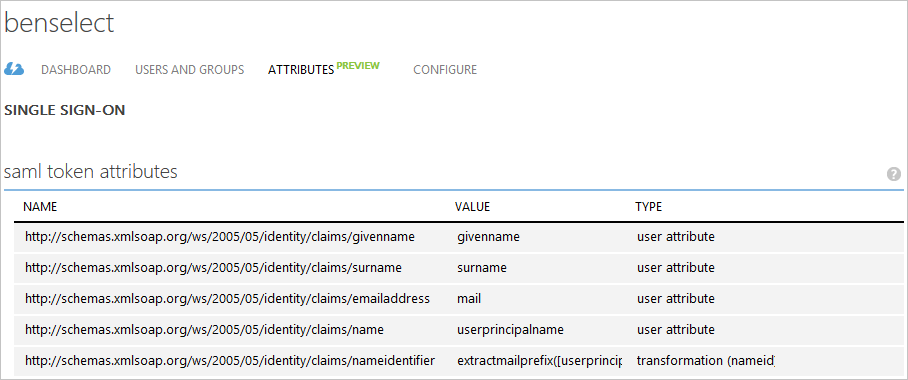 benselect
DASHBOARD USERS AND GROUPS ATTRIBUTES PREVIEW CONFIGURE
SINGLE SIGN-ON
saml token attributes ?
NAME VALUE TYPE
http://schemas.xmlsoap.org/ws/2005/05/identity/claims/givenname givenname user attribute
http://schemas.xmlsoap.org/ws/2005/05/identity/claims/surname surname user attribute
http://schemas.xmlsoap.org/ws/2005/05/identity/claims/emailaddress mail user attribute
http://schemas.xmlsoap.org/ws/2005/05/identity/claims/name userprincipalname user attribute
http://schemas.xmlsoap.org/ws/2005/05/identity/claims/nameidentifier extractmailprefix([userprincip transformation (nameid)